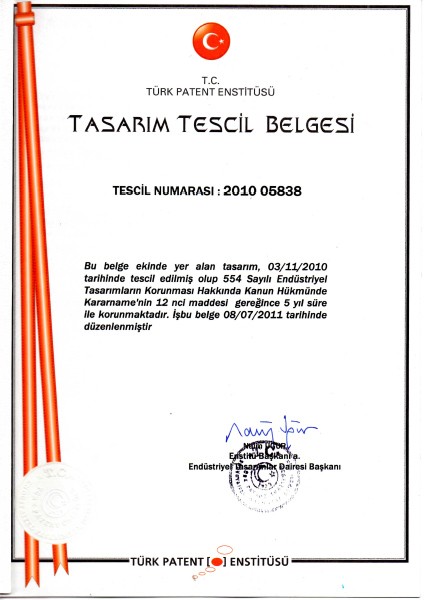 T.C.
TÜRK PATENT ENSTİTÜSÜ
TASARIM TESCİL BELGESİ
TESCİL NUMARASI : 2010 05838
Bu belge ekinde yer alan tasarım, 03/11/2010
tarihinde tescil edilmiş olup 554 Sayılı Endüstriyel
Tasarımların Korunması Hakkında Kanun Hükmünde
Kararname'nin 12 nci maddesi gereğince 5 yıl süre
ile korunmaktadır. İşbu belge 08/07/2011 tarihinde
düzenlenmiştir
UĞUR
Enstitü Başkanı a.
Endüstriyel Tasarımlar Dairesi Başkanı
T.C.
TÜRK PATENT ENSTİTÜSÜ